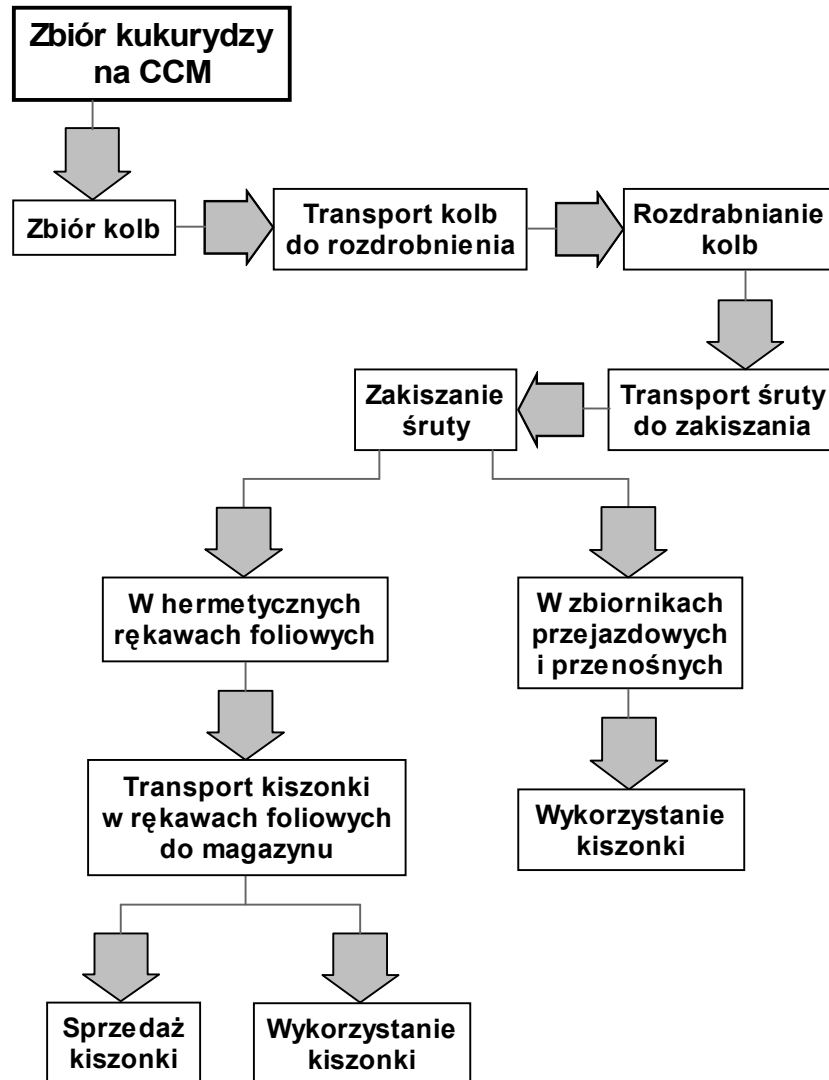 Zbiór kukurydzy
na CCM
Zbiór kolb
Transport kolb
do rozdrobnienia
Rozdrabnianie
kolb
Transport śruty
do zakiszania
Zakiszanie
śruty
W hermetycznych
rękawach foliowych
W zbiornikach
przejazdowych
i przenośnych
Transport kiszonki
w rękawach foliowych
do magazynu
Wykorzystanie
kiszonki
Sprzedaż
kiszonki
Wykorzystanie
kiszonki